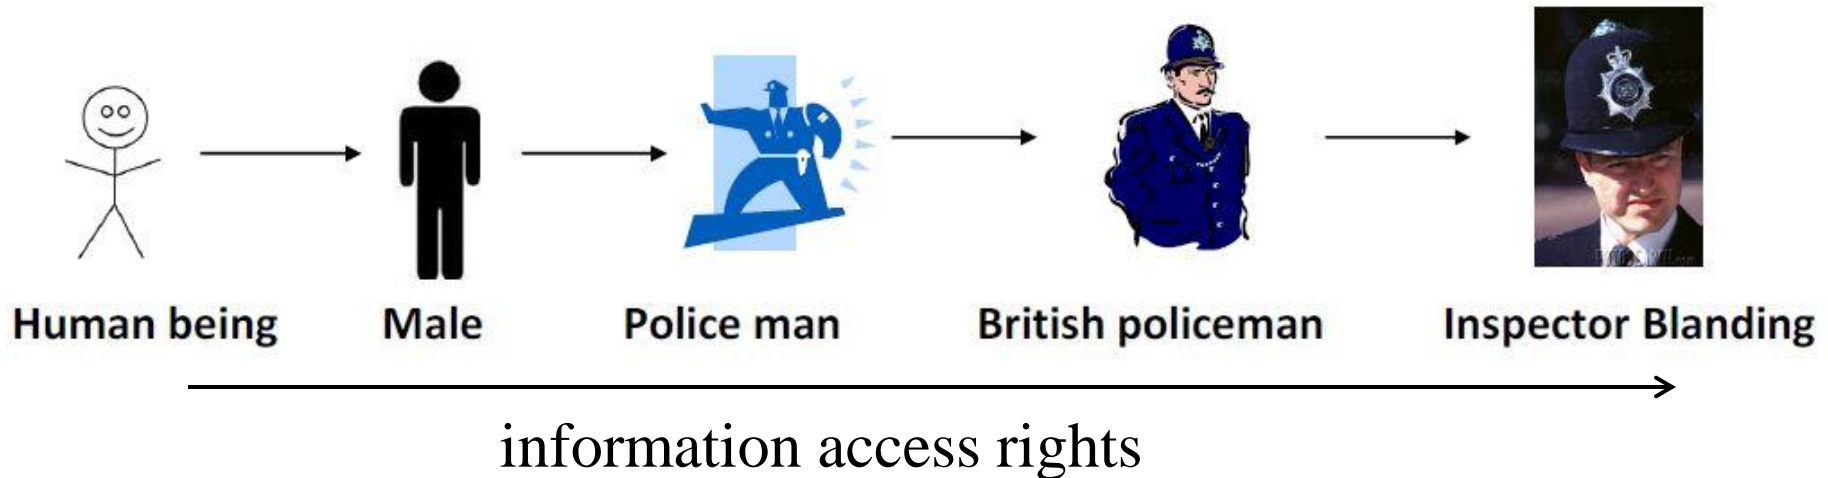 Human being
Male
Police man
British policeman
Inspector Blanding
information access rights